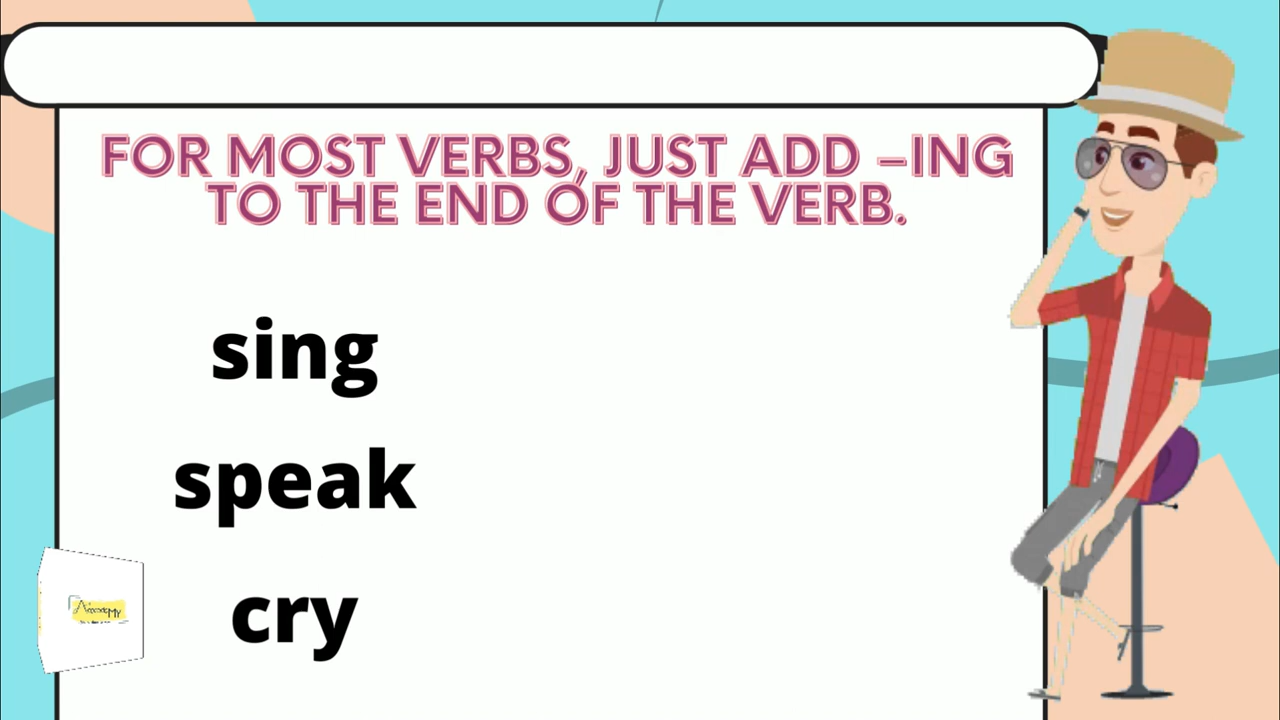 FOR MOST VERBS, JUST ADD –ING
TO THE END OF THE VERB.
sing
speak
cry